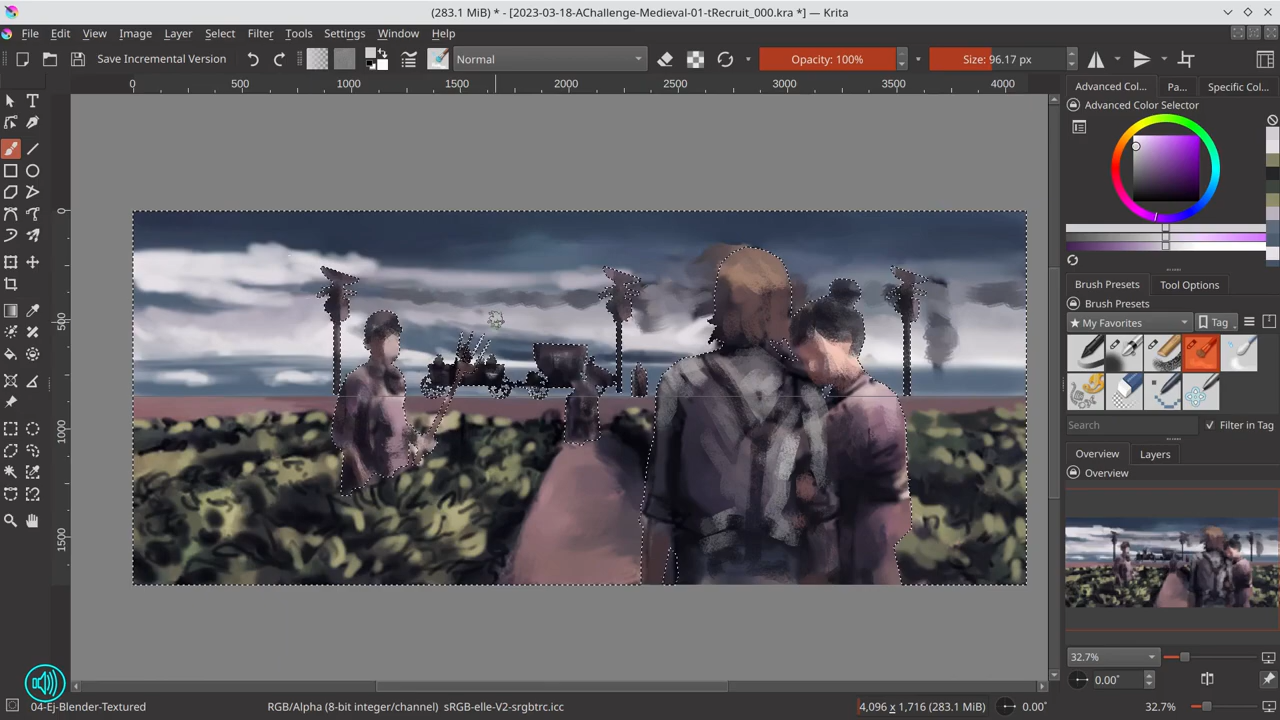 (283.1 MiB) * - [2023-03-18-AChallenge-Medieval-01-tRecruit_000.kra *] — Krita
File Edit View Image Layer Select Filter Tools Settings Window Help
Save Incremental Version Normal Opacity: 100% Size: 96.17 px
0 500 1000 1500 2000 2500 3000 3500 4000
Advanced Col... Pa... Specific Col...
Advanced Color Selector
0
500
1000
1500
Brush Presets Tool Options
Brush Presets
★ My Favorites Tag
Search Filter in Tag
Overview Layers
Overview
32.7%
0.00°
04-Ej-Blender-Textured RGB/Alpha (8-bit integer/channel) sRGB-elle-V2-srgbtrc.icc 4,096 x 1,716 (283.1 MiB) 0.00° 32.7%